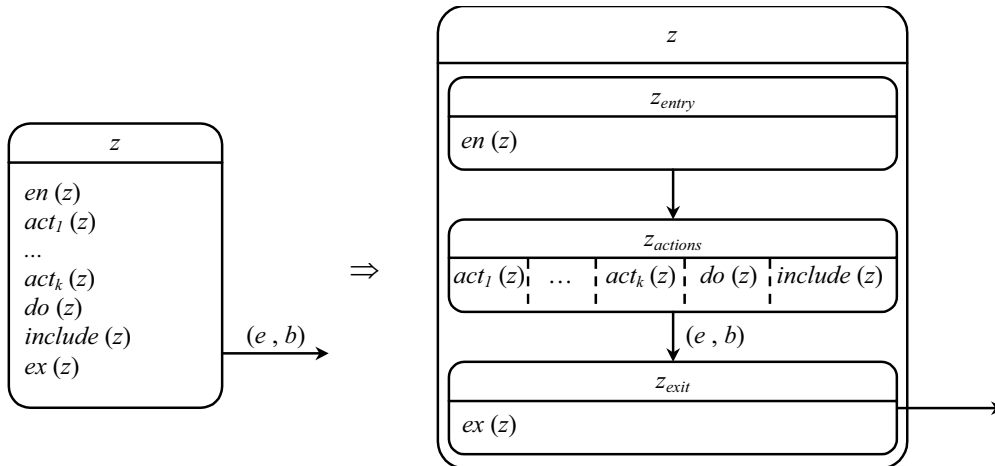 z
en (z)
act1 (z)
...
actk (z)
do (z)
include (z)
ex (z)
(e , b)
⇒
z
zentry
en (z)
zactions
act1 (z) … actk (z) do (z) include (z)
(e , b)
zexit
ex (z)